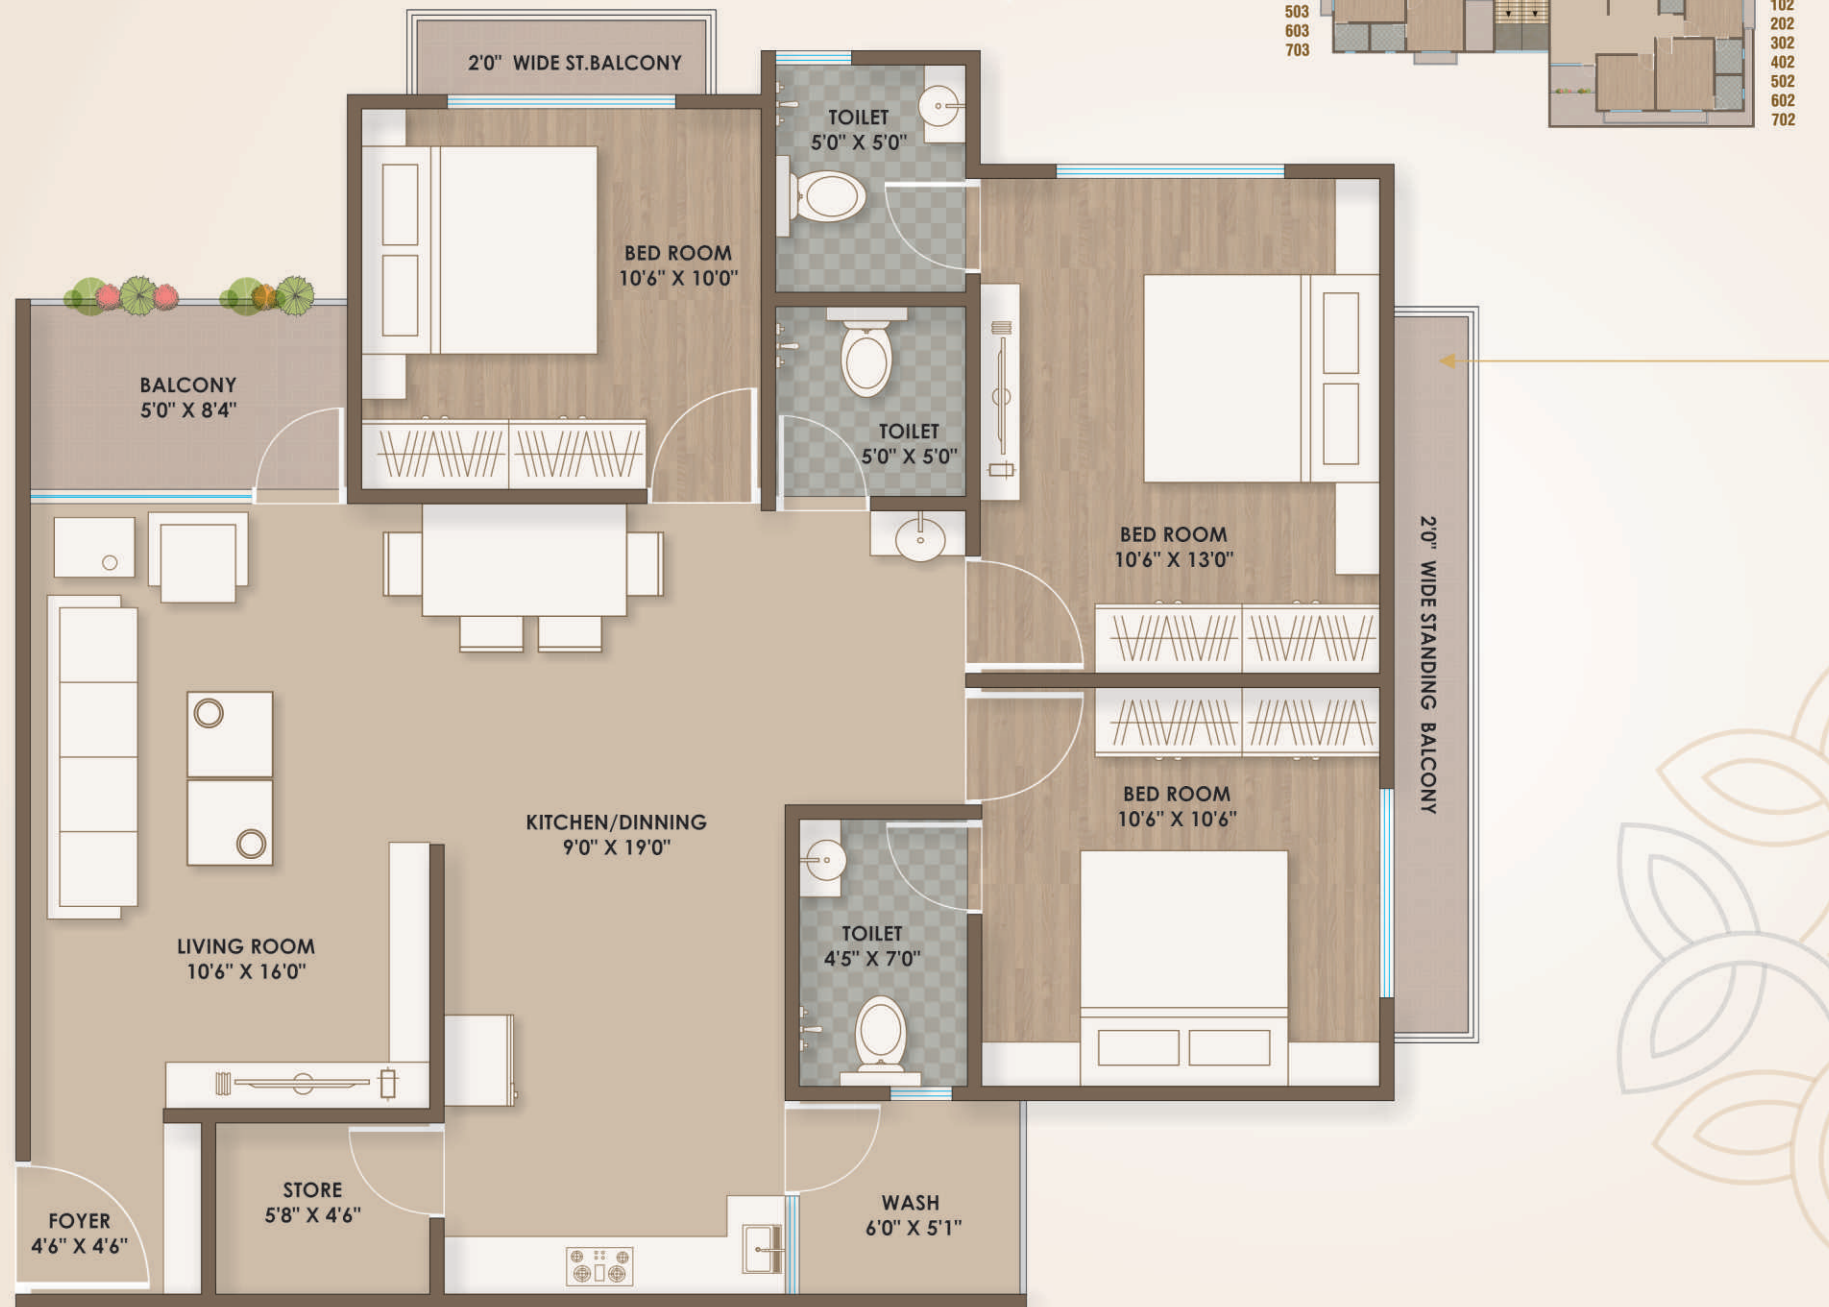 503
603
703
102
202
302
402
502
602
702
2'0" WIDE ST.BALCONY
TOILET
5'0" X 5'0"
BED ROOM
10'6" X 10'0"
BALCONY
5'0" X 8'4"
TOILET
5'0" X 5'0"
BED ROOM
10'6" X 13'0"
2'0" WIDE STANDING BALCONY
BED ROOM
10'6" X 10'6"
KITCHEN/DINNING
9'0" X 19'0"
LIVING ROOM
10'6" X 16'0"
TOILET
4'5" X 7'0"
STORE
5'8" X 4'6"
WASH
6'0" X 5'1"
FOYER
4'6" X 4'6"